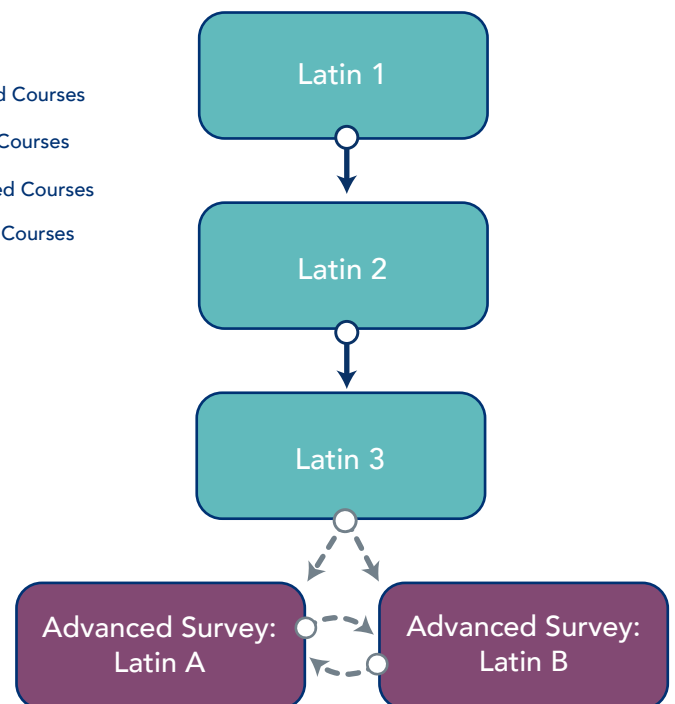 Latin 1
Courses
Courses
Courses
Courses
Latin 2
Latin 3
Advanced Survey:
Latin A
Advanced Survey:
Latin B